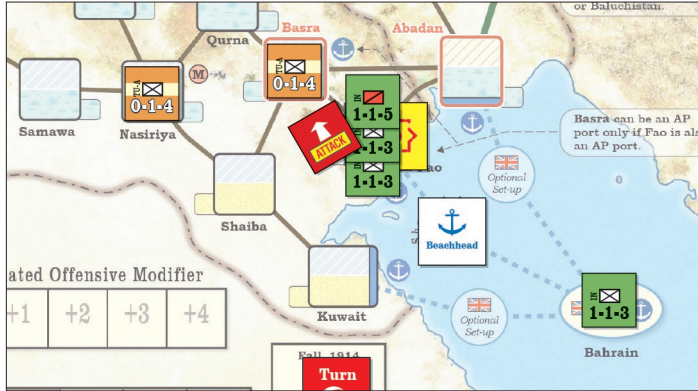 or Baluchistan.
Qurna
Basra
Abadan
M
TU-A
0-1-4
TU-A
0-1-4
IN
1-1-5
Samawa
Nasiriya
ATTACK
1-1-3
1-1-3
Basra can be an AP
port only if Fao is als
an AP port.
Optional
Set-up
Shaiba
Beachhead
ated Offensive Modifier
+1
+2
+3
+4
Kuwait
Optional
Set-up
IN
1-1-3
Bahrain
Fall, 1914
Turn